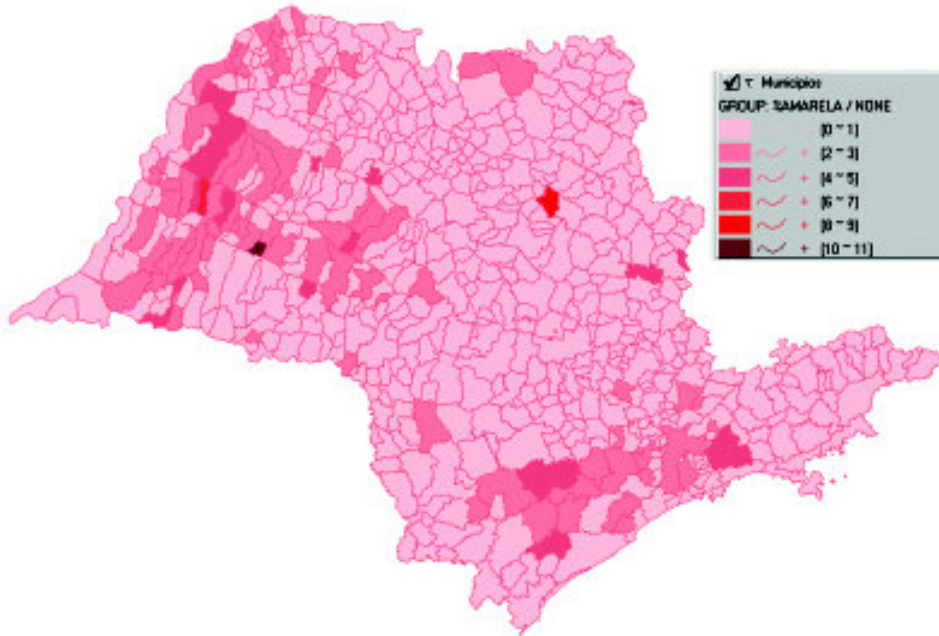 Municipios
GROUP: %AMARELA / NONE
[0 ~ 1]
[2 ~ 3]
[4 ~ 5]
[6 ~ 7]
[8 ~ 9]
[10 ~ 11]